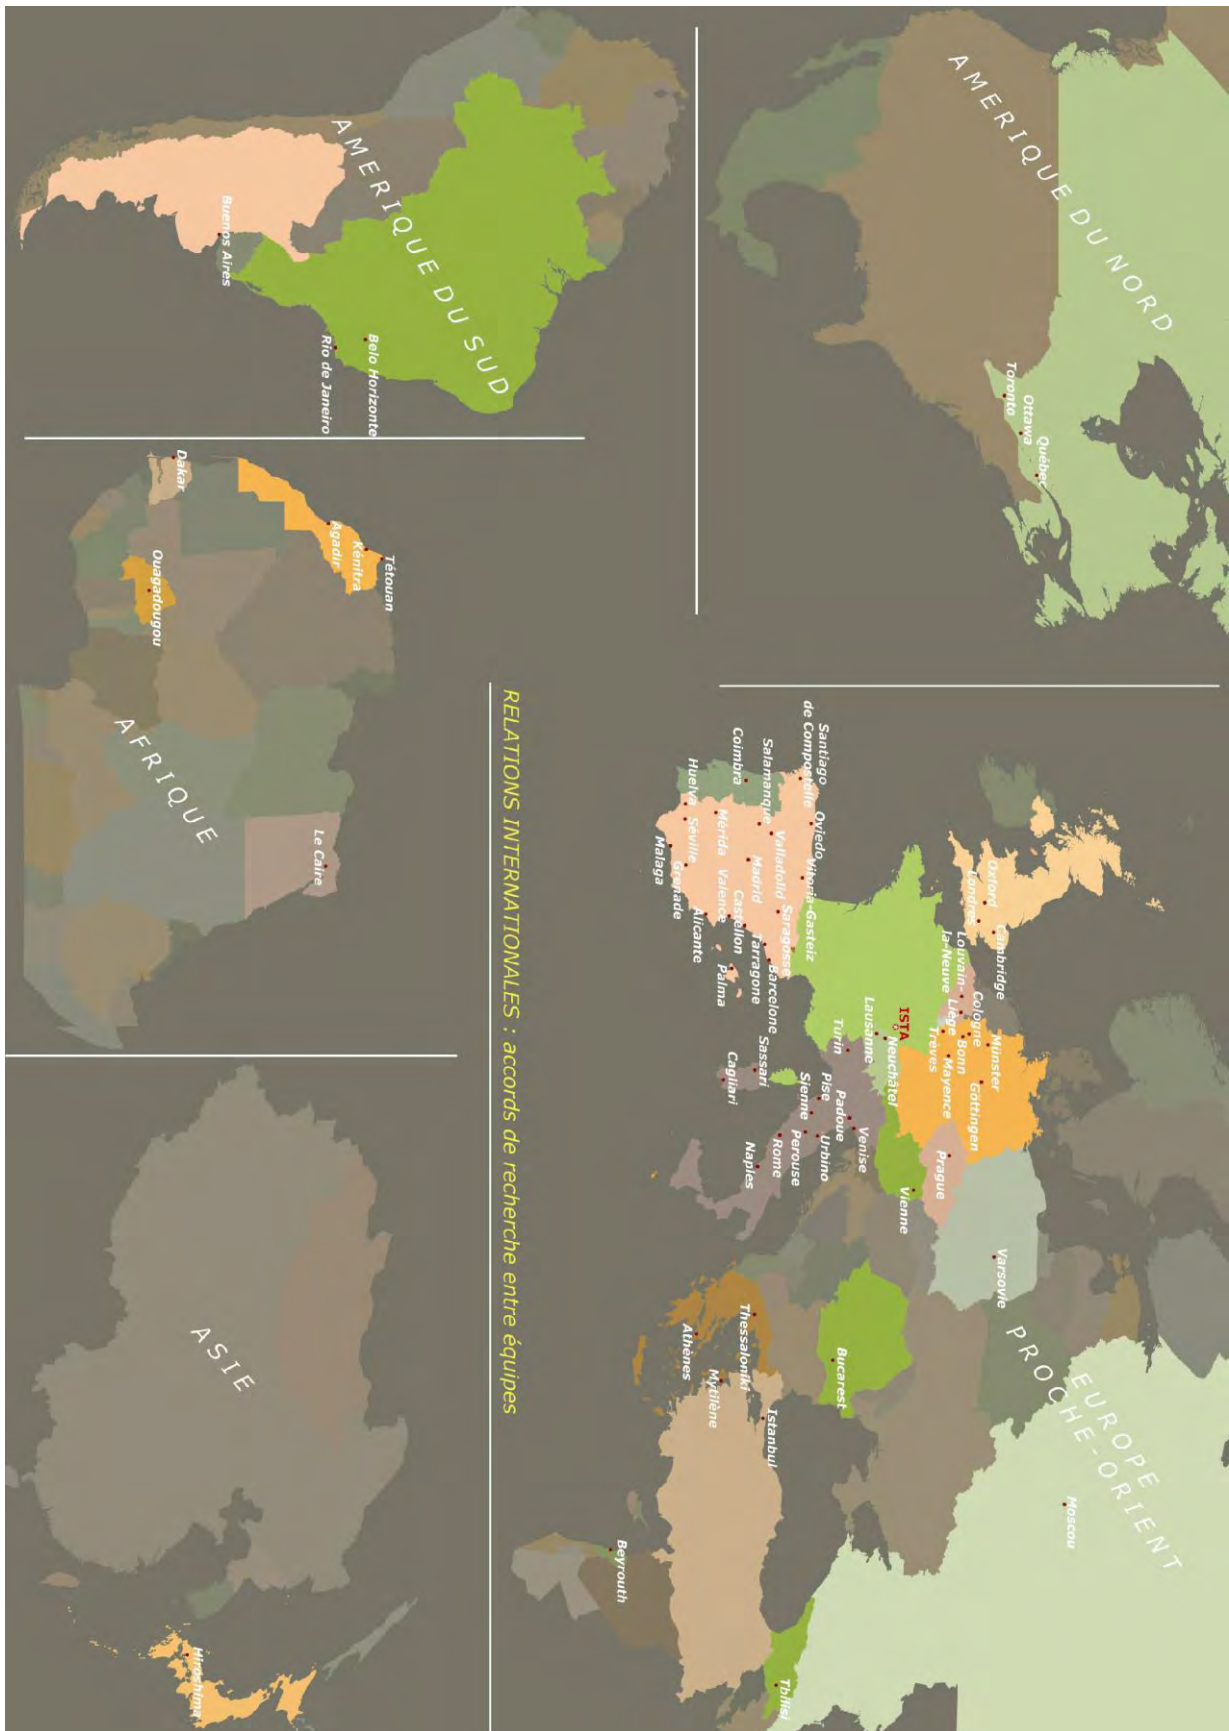 AMERIQUE DU NORD
Québec
Ottawa
Toronto
AMERIQUE DU SUD
Belo Horizonte
Rio de Janeiro
Buenos Aires
EUROPE
PROCHE-ORIENT
Oxford
Londres
Cambridge
Louvain-
la-Neuve
Liège
Cologne
Bonn
Münster
Göttingen
Mayence
Trèves
ISTA
Neuchâtel
Lausanne
Prague
Vienne
Varsovie
Moscou
Santiago
de Compostelle
Oviedo
Vitoria-Gasteiz
Salamanque
Valladolid
Saragosse
Coimbra
Madrid
Barcelone
Tarragone
Castellon
Mérida
Valence
Palma
Huelva
Séville
Grenade
Malaga
Alicante
Turin
Venise
Padoue
Pise
Sienne
Urbino
Perouse
Rome
Naples
Sassari
Cagliari
Bucarest
Thessaloniki
Athènes
Mytilène
Istanbul
Beyrouth
Tbilisi
RELATIONS INTERNATIONALES : accords de recherche entre équipes
AFRIQUE
Tétouan
Kénitra
Agadir
Dakar
Ouagadougou
Le Caire
ASIE
Hiroshima